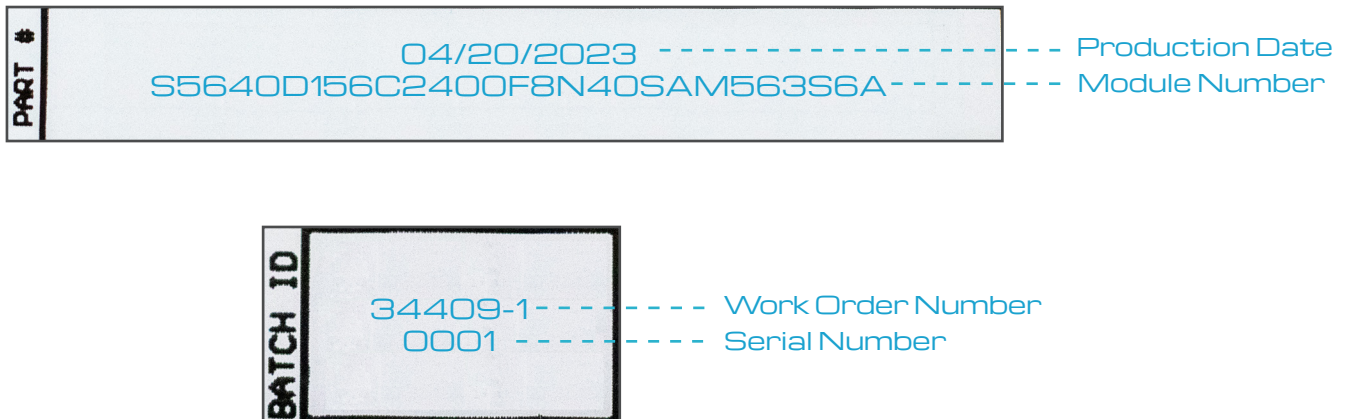 PART #
04/20/2023 Production Date
S5640D156C2400F8N40SAM563S6A Module Number
BATCH ID
34409-1 Work Order Number
0001 Serial Number